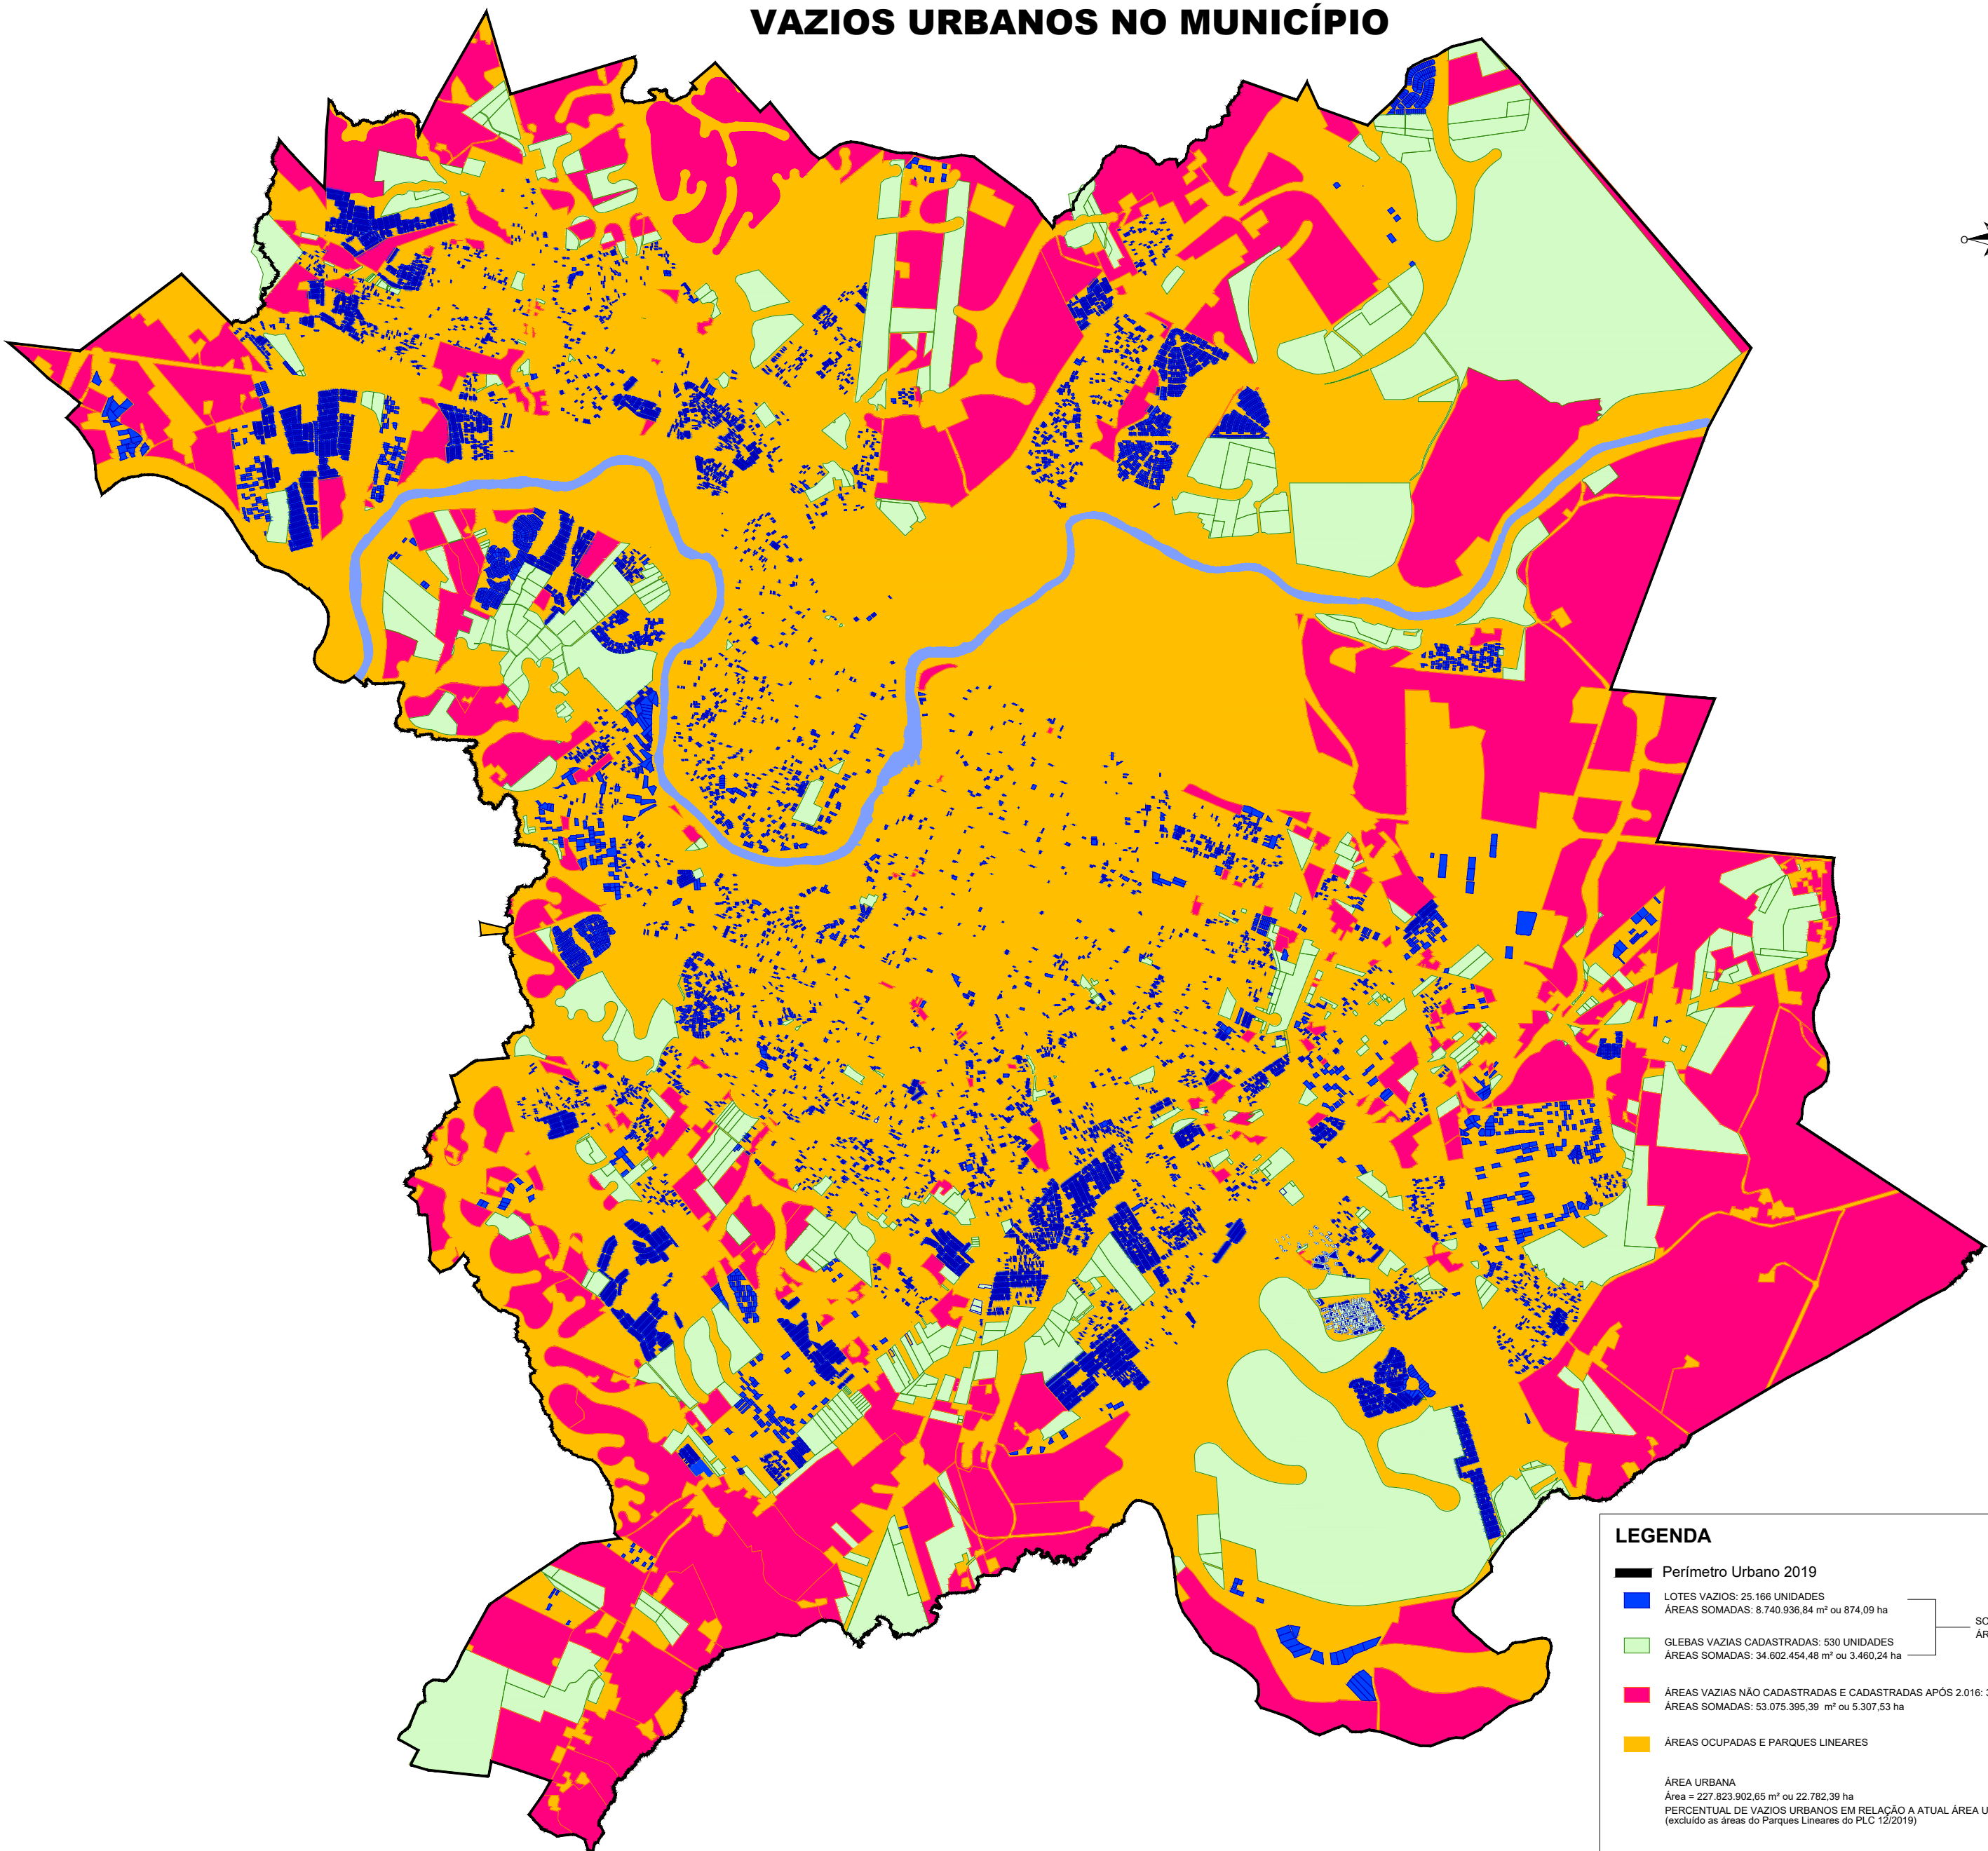 VAZIOS URBANOS NO MUNICÍPIO
O
LEGENDA
Perímetro Urbano 2019
LOTES VAZIOS: 25.166 UNIDADES
ÁREAS SOMADAS: 8.740.936,84 m² ou 874,09 ha
SO
ÁR
GLEBAS VAZIAS CADASTRADAS: 530 UNIDADES
ÁREAS SOMADAS: 34.602.454,48 m² ou 3.460,24 ha
ÁREAS VAZIAS NÃO CADASTRADAS E CADASTRADAS APÓS 2.016: 3
ÁREAS SOMADAS: 53.075.395,39 m² ou 5.307,53 ha
ÁREAS OCUPADAS E PARQUES LINEARES
ÁREA URBANA
Área = 227.823.902,65 m² ou 22.782,39 ha
PERCENTUAL DE VAZIOS URBANOS EM RELAÇÃO A ATUAL ÁREA U
(excluído as áreas do Parques Lineares do PLC 12/2019)